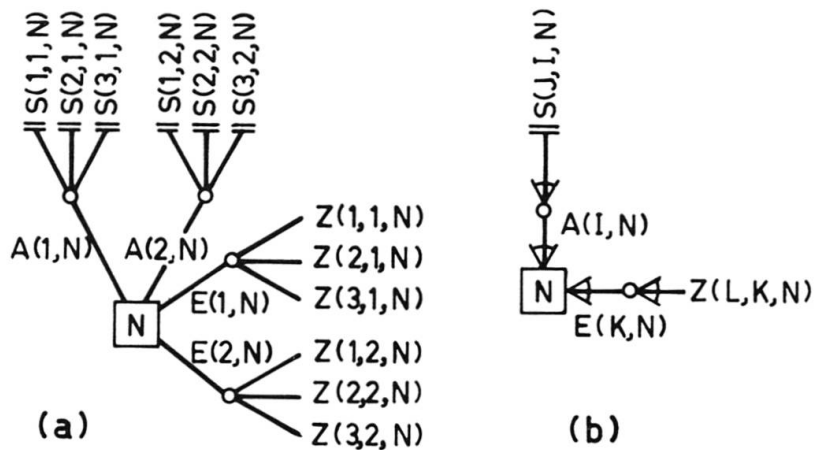 S(1,1,N)
S(2,1,N)
S(3,1,N)
S(1,2,N)
S(2,2,N)
S(3,2,N)
A(1,N)
A(2,N)
N
E(1,N)
E(2,N)
Z(1,1,N)
Z(2,1,N)
Z(3,1,N)
Z(1,2,N)
Z(2,2,N)
Z(3,2,N)
(a)
S(J,I,N)
A(I,N)
N
E(K,N)
Z(L,K,N)
(b)